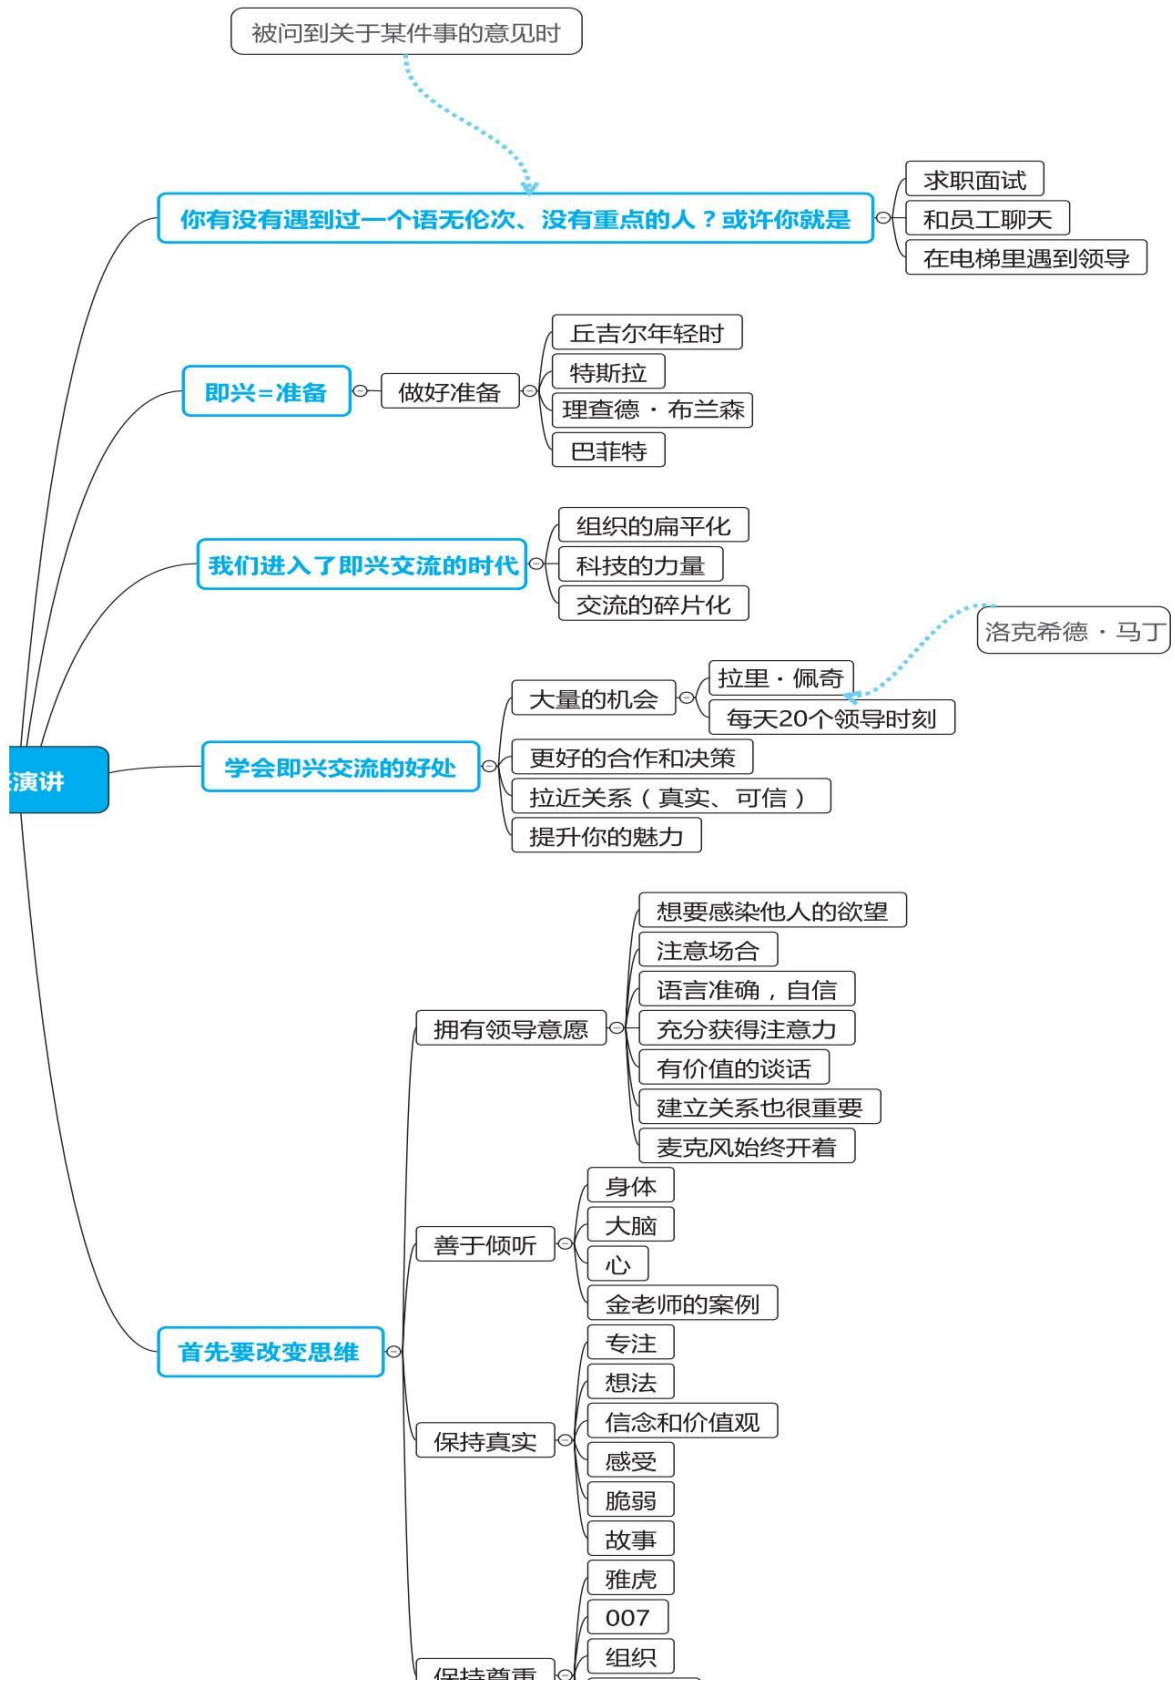 被问到关于某件事的意见时
你有没有遇到过一个语无伦次、没有重点的人？或许你就是
求职面试
和员工聊天
在电梯里遇到领导
即兴=准备
做好准备
丘吉尔年轻时
特斯拉
理查德·布兰森
巴菲特
我们进入了即兴交流的时代
组织的扁平化
科技的力量
交流的碎片化
洛克希德·马丁
演讲
学会即兴交流的好处
大量的机会
拉里·佩奇
每天20个领导时刻
更好的合作和决策
拉近关系（真实、可信）
提升你的魅力
首先要改变思维
拥有领导意愿
想要感染他人的欲望
注意场合
语言准确，自信
充分获得注意力
有价值的谈话
建立关系也很重要
麦克风始终开着
善于倾听
身体
大脑
心
金老师的案例
保持真实
专注
想法
信念和价值观
感受
脆弱
故事
保持尊重
雅虎
007
组织